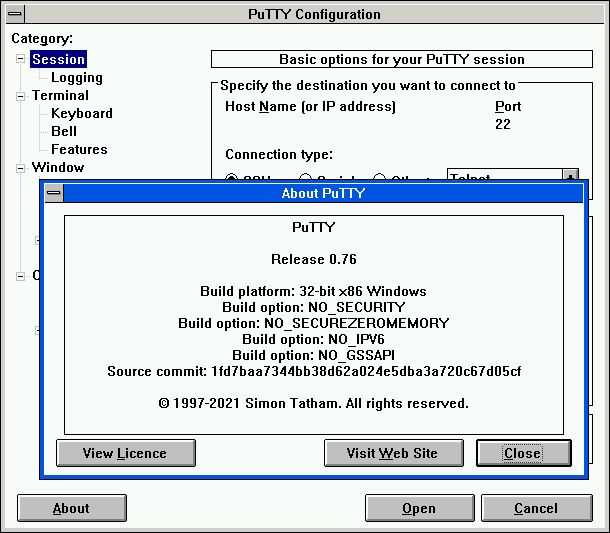 PuTTY Configuration
Category:
Session
Logging
Terminal
Keyboard
Bell
Features
Window
Basic options for your PuTTY session
Specify the destination you want to connect to
Host Name (or IP address)
Port
22
Connection type:
Telnet
About PuTTY
PuTTY
Release 0.76
Build platform: 32-bit x86 Windows
Build option: NO_SECURITY
Build option: NO_SECUREZEROMEMORY
Build option: NO_IPV6
Build option: NO_GSSAPI
Source commit: 1fd7baa7344bb38d62a024e5dba3a720c67d05cf
© 1997-2021 Simon Tatham. All rights reserved.
View Licence
Visit Web Site
Close
About
Open
Cancel